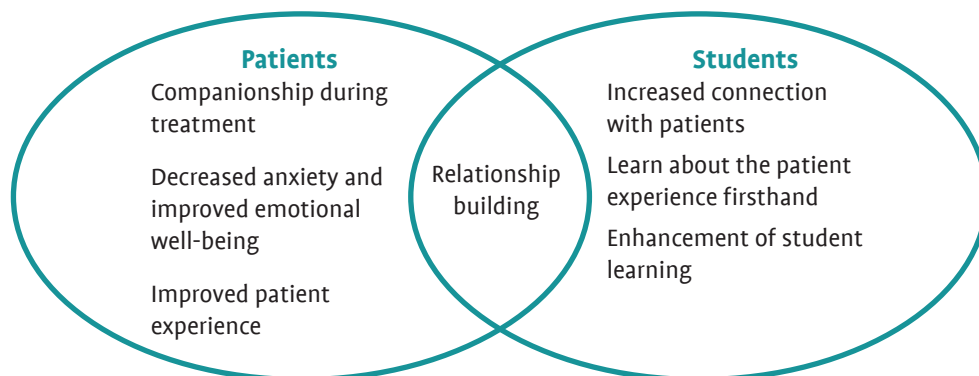 Patients
Companionship during
treatment
Decreased anxiety and
improved emotional
well-being
Improved patient
experience
Relationship
building
Students
Increased connection
with patients
Learn about the patient
experience firsthand
Enhancement of student
learning